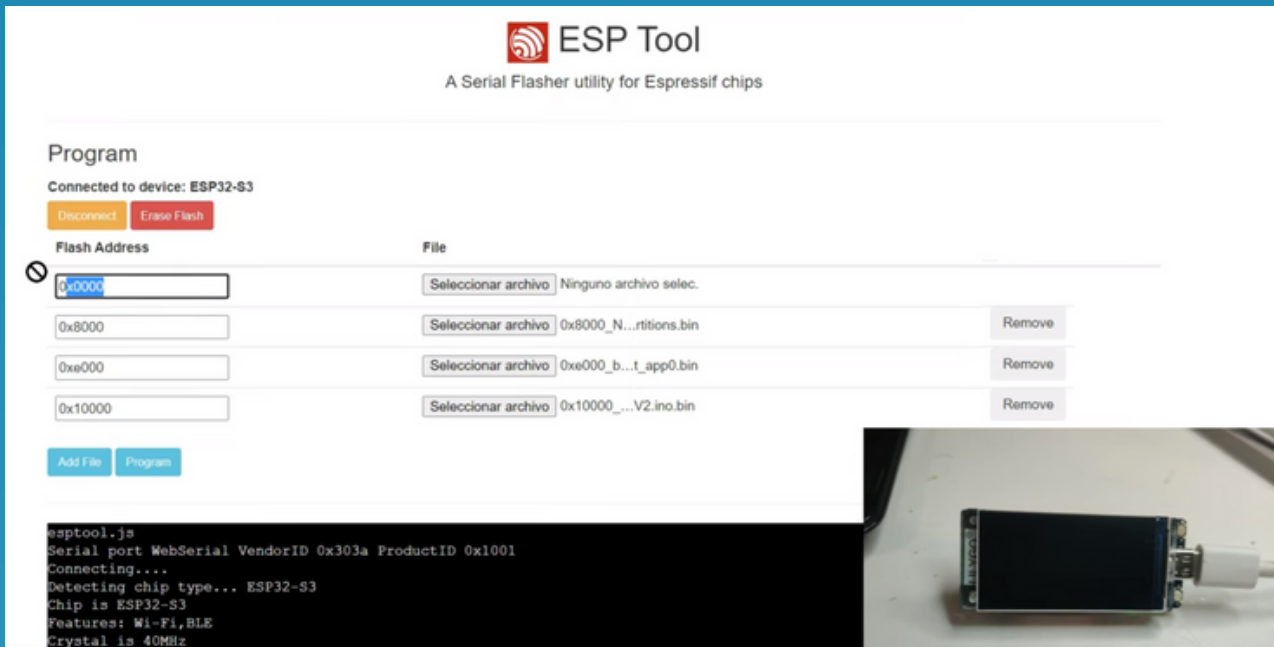 ESP Tool
A Serial Flasher utility for Espressif chips
Program
Connected to device: ESP32-S3
Disconnect Erase Flash
Flash Address File
0x0000 Seleccionar archivo Ninguno archivo selec.
0x8000 Seleccionar archivo 0x8000_N...rtitions.bin Remove
0xe000 Seleccionar archivo 0xe000_b...t_app0.bin Remove
0x10000 Seleccionar archivo 0x10000_...V2.ino.bin Remove
Add File Program
esptool.js
Serial port WebSerial VendorID 0x303a ProductID 0x1001
Connecting....
Detecting chip type... ESP32-S3
Chip is ESP32-S3
Features: Wi-Fi,BLE
Crystal is 40MHz
LILYGO